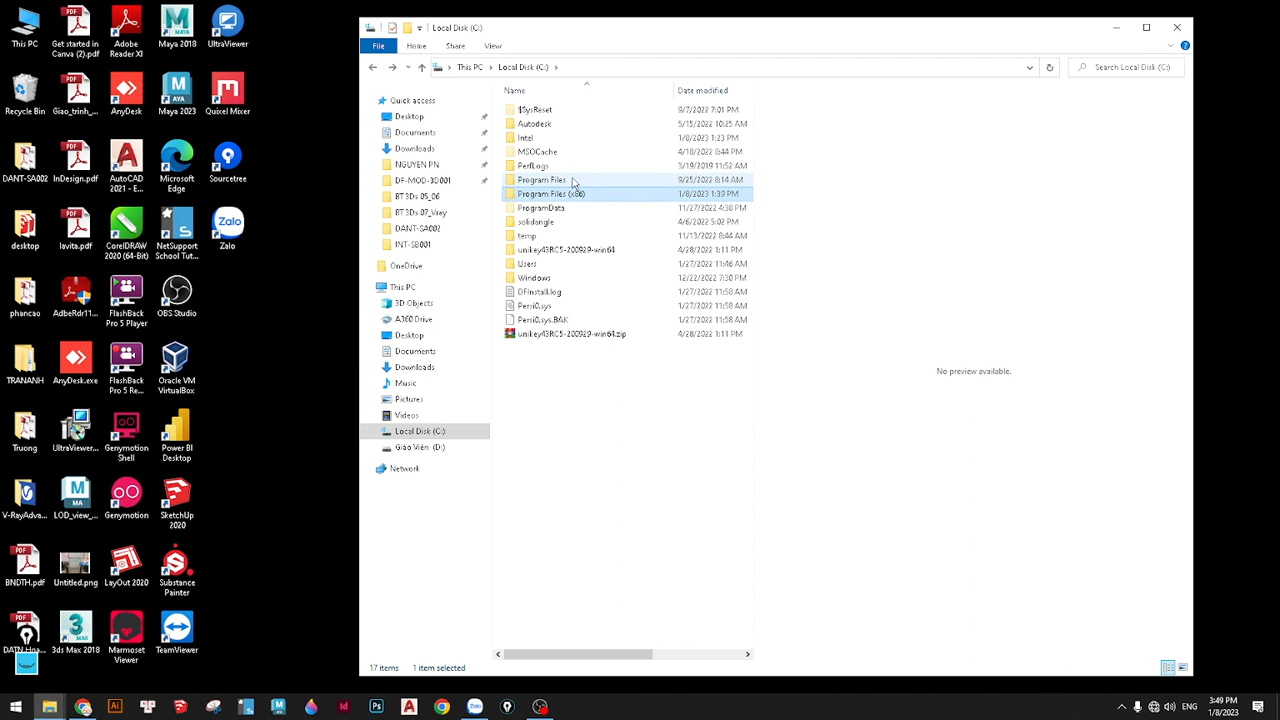 This PC
Get started in Canva (2).pdf
Adobe Reader XI
Maya 2018
UltraViewer
Recycle Bin
Giao_trinh_...
AnyDesk
Maya 2023
Quixel Mixer
DANT-SA002
InDesign.pdf
AutoCAD 2021 - E...
Microsoft Edge
Sourcetree
desktop
lavita.pdf
CorelDRAW 2020 (64-Bit)
NetSupport School Tut...
Zalo
phancao
AdbeRdr11...
FlashBack Pro 5 Player
OBS Studio
TRANANH
AnyDesk.exe
FlashBack Pro 5 Re...
Oracle VM VirtualBox
Truong
UltraViewer...
Genymotion Shell
Power BI Desktop
V-RayAdva...
LOD_view_...
Genymotion
SketchUp 2020
BNDTH.pdf
Untitled.png
LayOut 2020
Substance Painter
DATN Hoa...
3ds Max 2018
Marmoset Viewer
TeamViewer
Local Disk (C:)
File Home Share View
This PC Local Disk (C:)
Search Local Disk (C:)
Quick access
Desktop
Documents
Downloads
NGUYEN PN
DF-MOD-3D001
BT 3Ds 05_06
BT 3Ds 07_Vray
DANT-SA002
INT-SB001
OneDrive
This PC
3D Objects
A360 Drive
Desktop
Documents
Downloads
Music
Pictures
Videos
Local Disk (C:)
Giáo Viên (D:)
Network
Name Date modified
$SysReset 9/7/2022 7:01 PM
Autodesk 5/15/2022 10:25 AM
Intel 1/8/2023 1:23 PM
MSOCache 4/18/2022 8:44 PM
PerfLogs 3/19/2019 11:52 AM
Program Files 9/25/2022 8:14 AM
Program Files (x86) 1/8/2023 1:39 PM
ProgramData 11/27/2022 4:38 PM
solidangle 4/6/2022 5:02 PM
temp 11/13/2022 8:44 AM
unikey43RC5-200929-win64 4/28/2022 1:11 PM
Users 1/27/2022 11:46 AM
Windows 12/22/2022 7:30 PM
DFInstall.log 1/27/2022 11:58 AM
Persi0.sys 1/27/2022 11:58 AM
Persi0.sys.BAK 1/27/2022 11:58 AM
unikey43RC5-200929-win64.zip 4/28/2022 1:11 PM
No preview available.
17 items 1 item selected
ENG
3:49 PM
1/8/2023